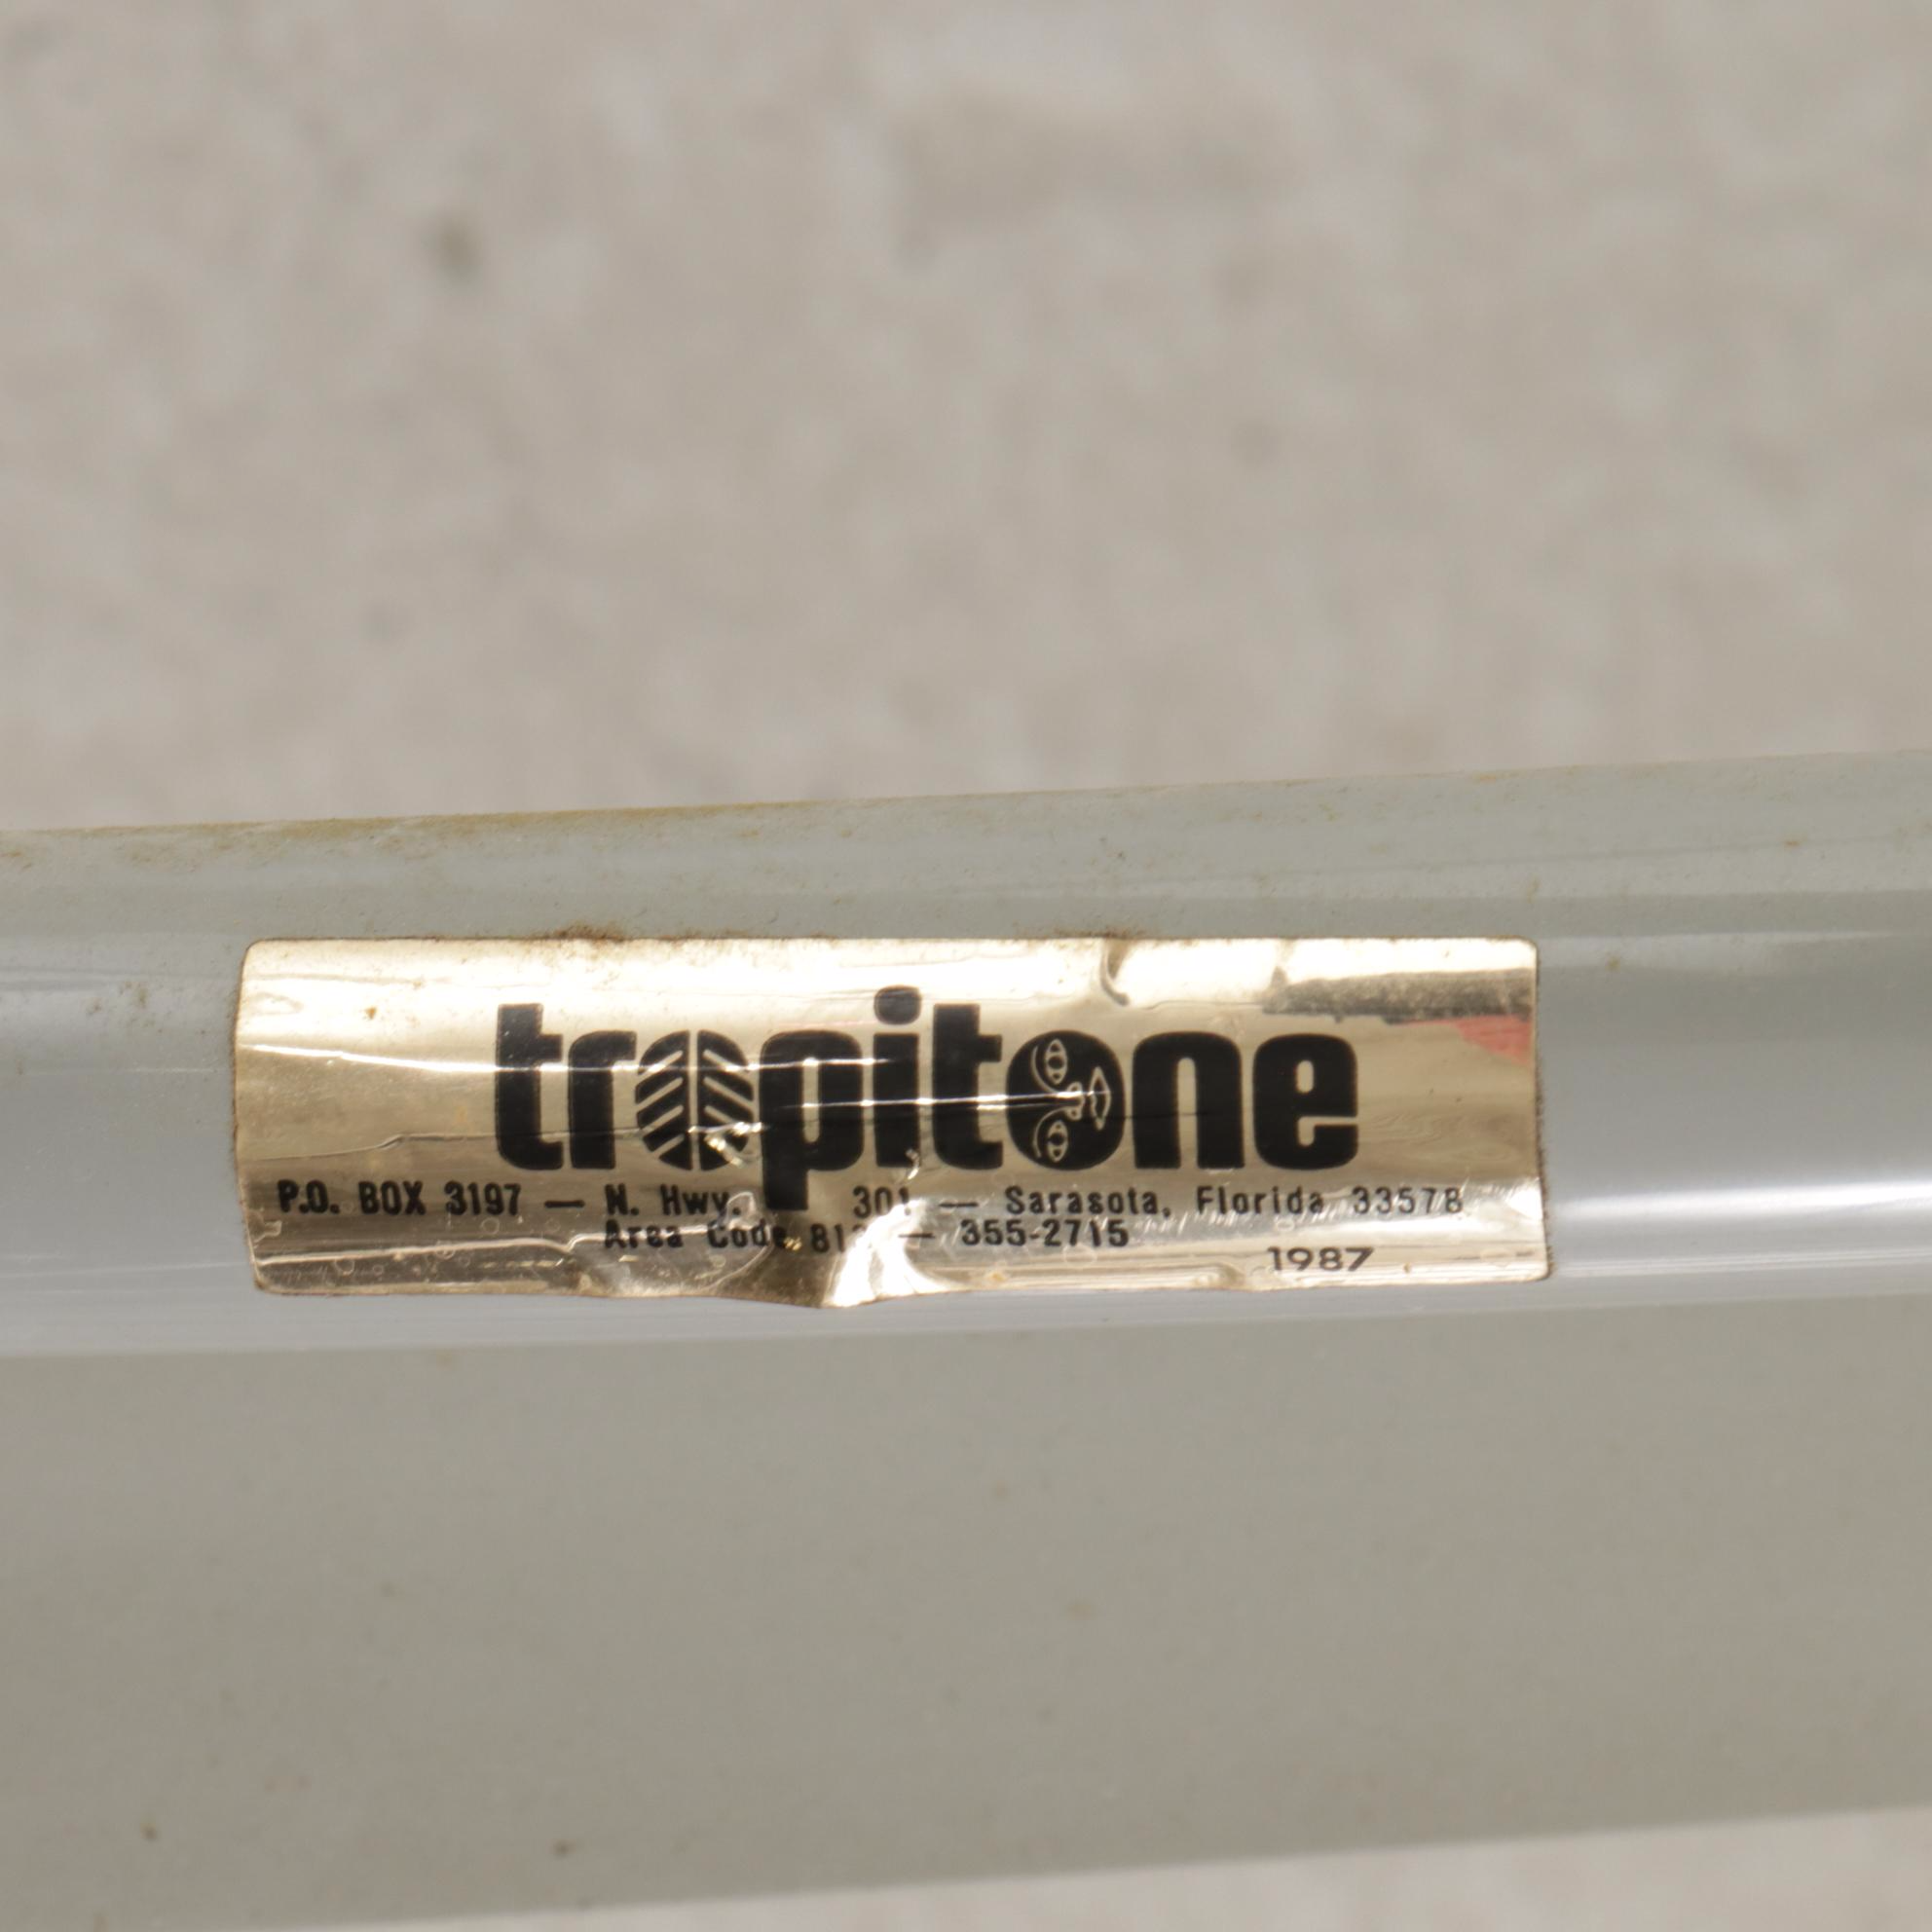 tropitone
P.O. BOX 3197 — N. Hwy. 301 — Sarasota, Florida 33578
Area Code — 355-2715
1987